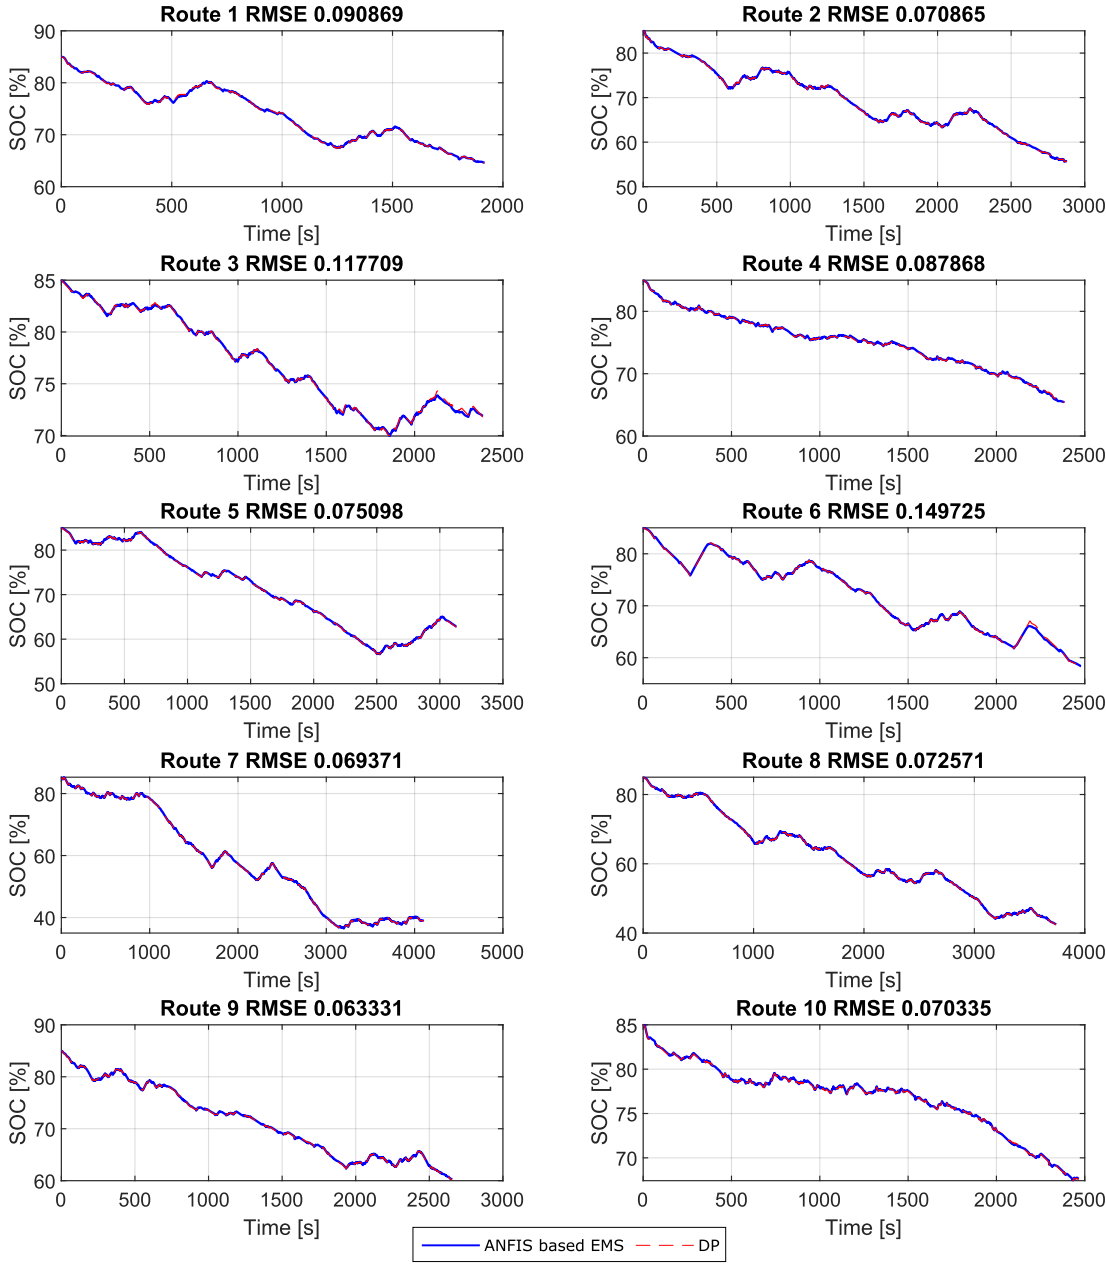 Route 1 RMSE 0.090869
90
80
70
60
SOC [%]
0 500 1000 1500 2000
Time [s]
Route 2 RMSE 0.070865
80
70
60
50
SOC [%]
0 500 1000 1500 2000 2500 3000
Time [s]
Route 3 RMSE 0.117709
85
80
75
70
SOC [%]
0 500 1000 1500 2000 2500
Time [s]
Route 4 RMSE 0.087868
80
70
60
SOC [%]
0 500 1000 1500 2000 2500
Time [s]
Route 5 RMSE 0.075098
80
70
60
50
SOC [%]
0 500 1000 1500 2000 2500 3000 3500
Time [s]
Route 6 RMSE 0.149725
80
70
60
SOC [%]
0 500 1000 1500 2000 2500
Time [s]
Route 7 RMSE 0.069371
80
60
40
SOC [%]
0 1000 2000 3000 4000 5000
Time [s]
Route 8 RMSE 0.072571
80
60
40
SOC [%]
0 1000 2000 3000 4000
Time [s]
Route 9 RMSE 0.063331
90
80
70
60
SOC [%]
0 500 1000 1500 2000 2500 3000
Time [s]
Route 10 RMSE 0.070335
85
80
75
70
SOC [%]
0 500 1000 1500 2000 2500
Time [s]
ANFIS based EMS DP